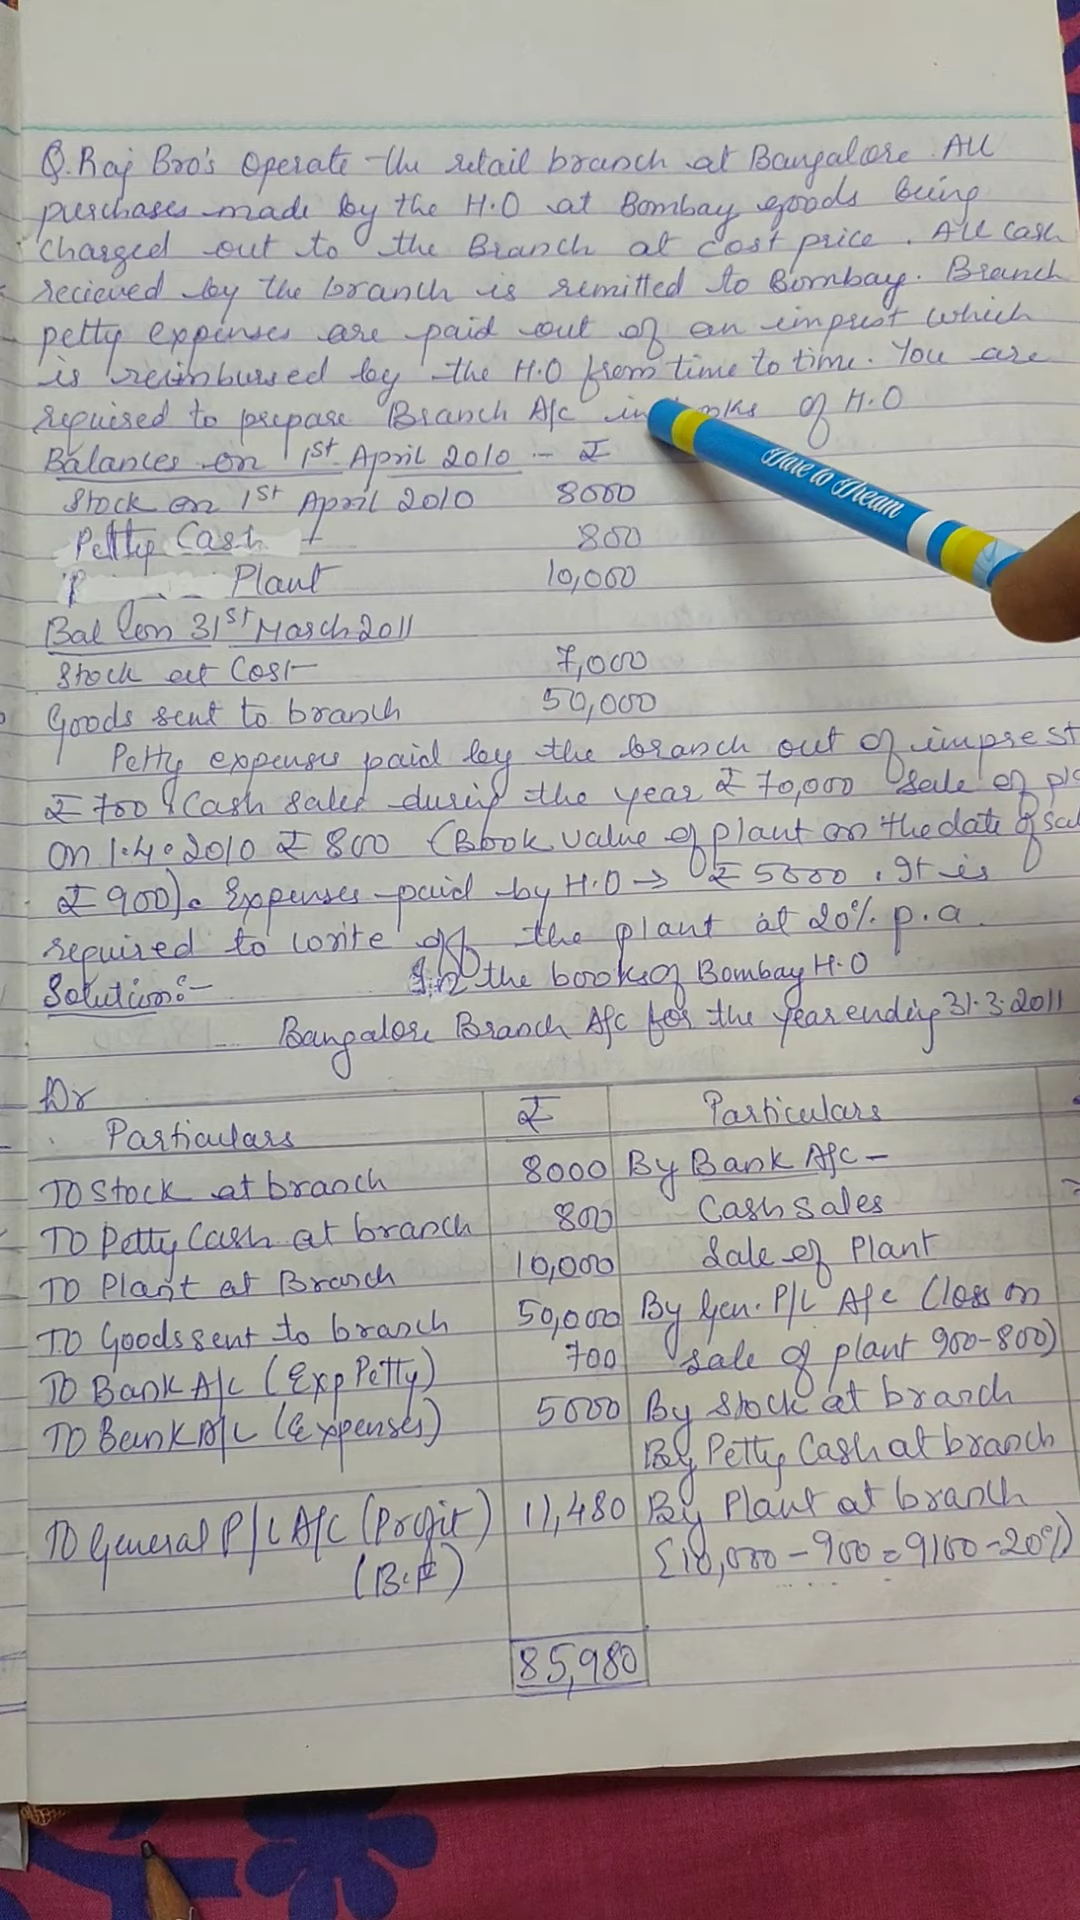 Q. Raj Bro's operate the retail branch at Bangalore. All
purchases made by the H.O at Bombay goods being
charged out to the Branch at cost price. All cash
recieved by the branch is remitted to Bombay. Branch
petty expenses are paid out of an imprest which
is reimbursed by the H.O from time to time. You are
required to prepare Branch A/c in of H.O
Balances on 1st April 2010 - ₹
Stock on 1st April 2010 8000
Petty Cash 800
Plant 10,000
Bal on 31st March 2011
Stock at Cost 7,000
Goods sent to branch 50,000
Petty expenses paid by the branch out of imprest
₹ 700 Cash sales during the year ₹ 70,000 Sale of
on 1.4.2010 ₹ 800 (Book value of plant on the date of
₹ 900). Expenses paid by H.O → ₹ 5000. It is
required to write off the plant at 20% p.a.
Solution:- In the books of Bombay H.O
Bangalore Branch A/c for the year ending 31.3.2011
Dr
Particulars ₹ Particulars
To Stock at branch 8000 By Bank A/c -
To Petty Cash at branch 800 Cash sales
To Plant at Branch 10,000 Sale of Plant
To Goods sent to branch 50,000 By Gen. P/L A/c (loss on
To Bank A/c (Exp Petty) 700 sale of plant 900-800)
To Bank A/c (Expenses) 5000 By Stock at branch
By Petty Cash at branch
To General P/L A/c (Profit) 11,480 By Plant at branch
(B.F) {10,000-900=9100-20%)
85,980
Dare to Dream